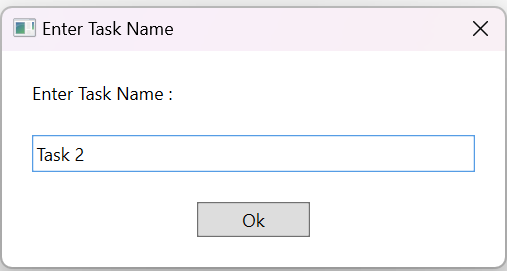 Enter Task Name
Enter Task Name :
Task 2
Ok